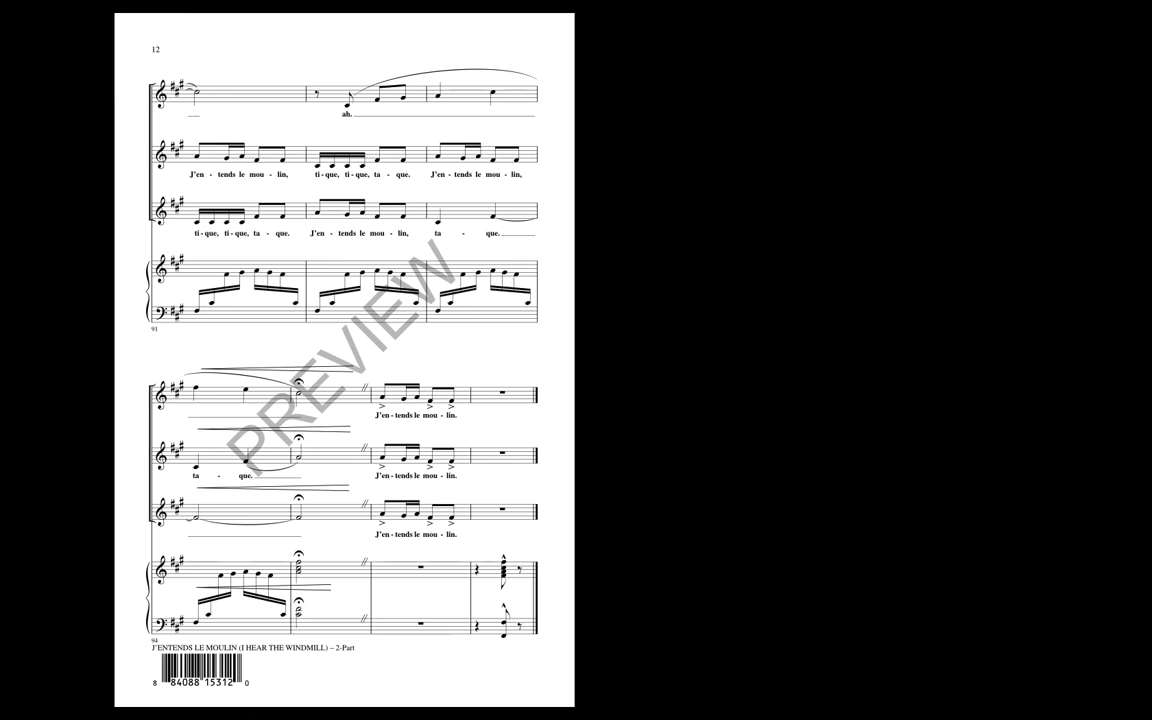 12
ah.
J'en - tends le mou - lin, ti - que, ti - que, ta - que. J'en - tends le mou - lin,
ti - que, ti - que, ta - que. J'en - tends le mou - lin, ta - que.
91
PREVIEW
J'en - tends le mou - lin.
ta - que. J'en - tends le mou - lin.
J'en - tends le mou - lin.
94
J'ENTENDS LE MOULIN (I HEAR THE WINDMILL) – 2-Part
8 84088 15312 0